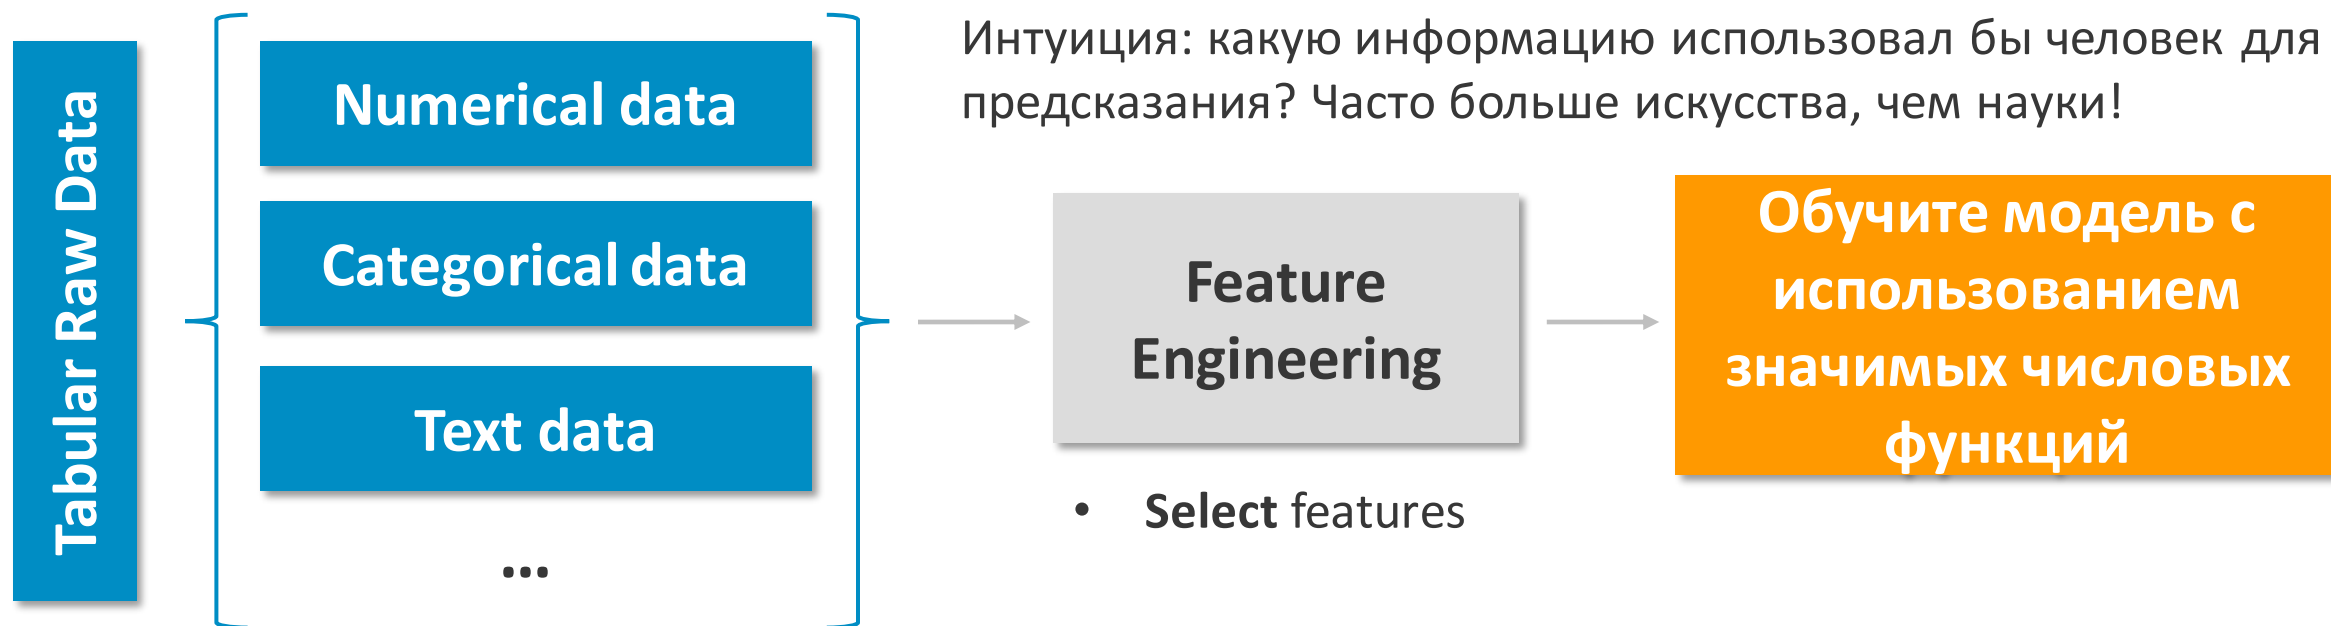 Tabular Raw Data
Numerical data
Categorical data
Text data
...
Интуиция: какую информацию использовал бы человек для
предсказания? Часто больше искусства, чем науки!
Feature
Engineering
• Select features
Обучите модель с
использованием
значимых числовых
функций